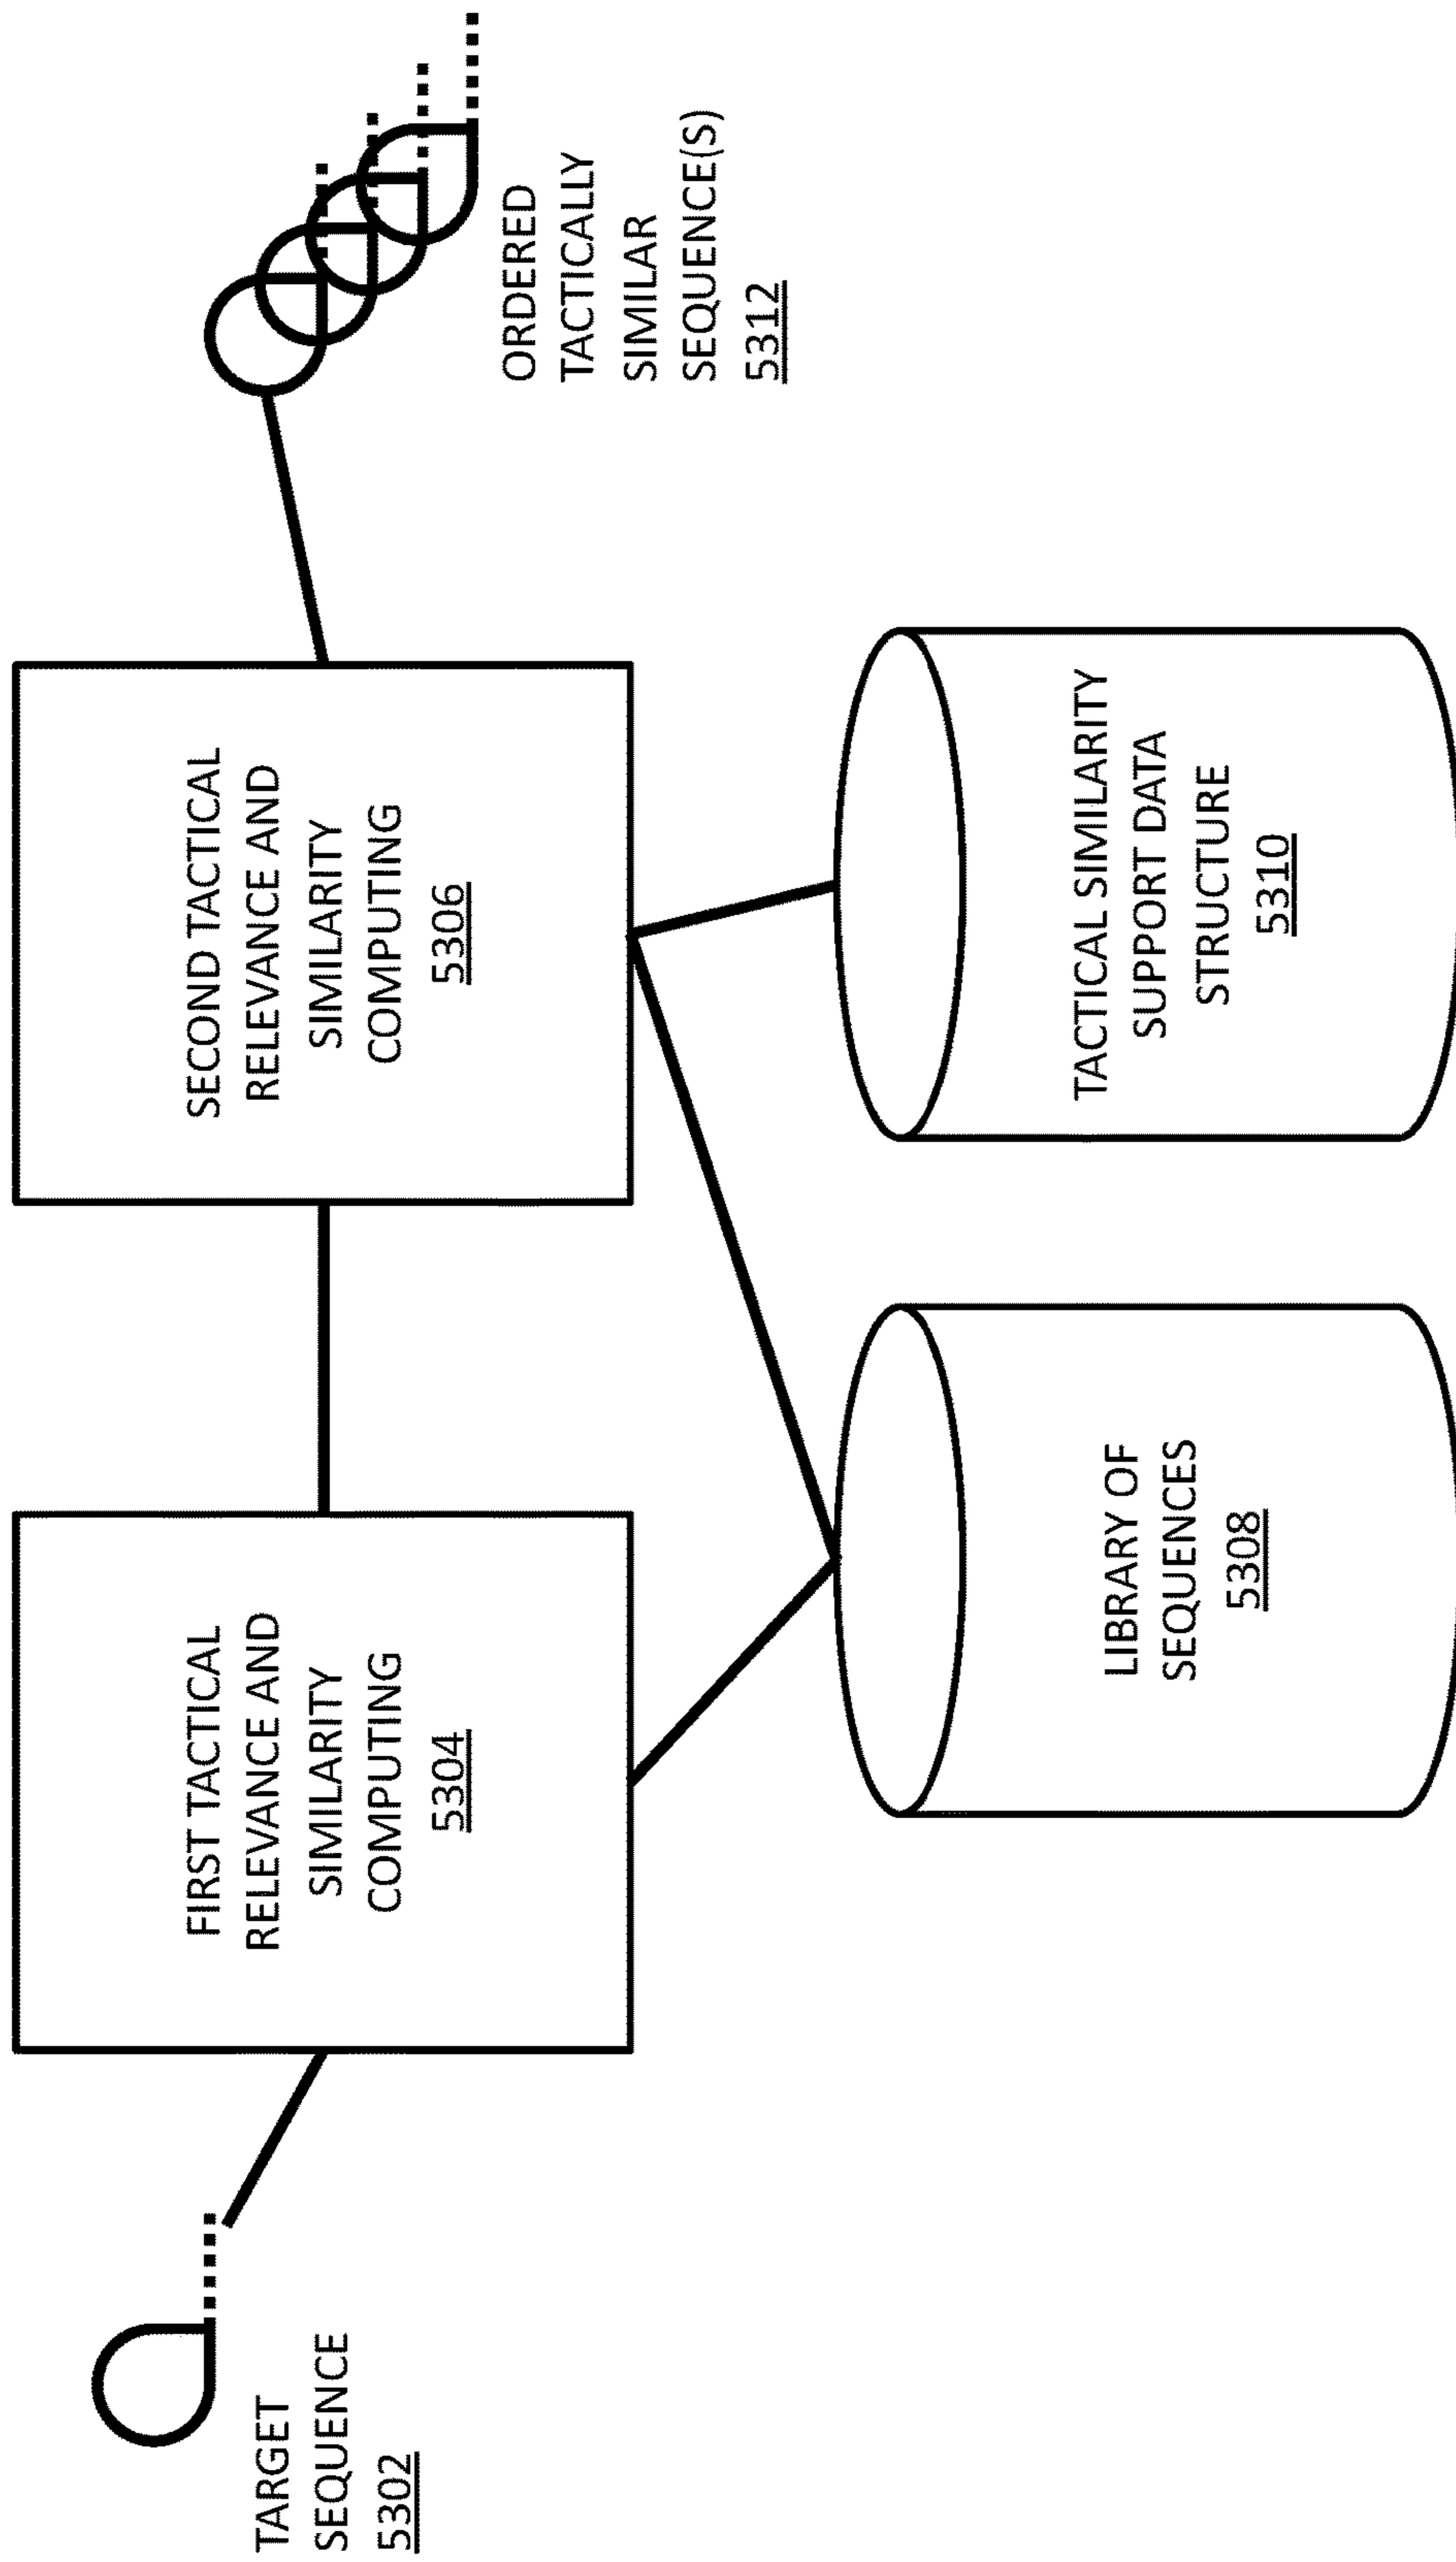 TARGET
SEQUENCE
5302
FIRST TACTICAL
RELEVANCE AND
SIMILARITY
COMPUTING
5304
SECOND TACTICAL
RELEVANCE AND
SIMILARITY
COMPUTING
5306
ORDERED
TACTICALLY
SIMILAR
SEQUENCE(S)
5312
LIBRARY OF
SEQUENCES
5308
TACTICAL SIMILARITY
SUPPORT DATA
STRUCTURE
5310